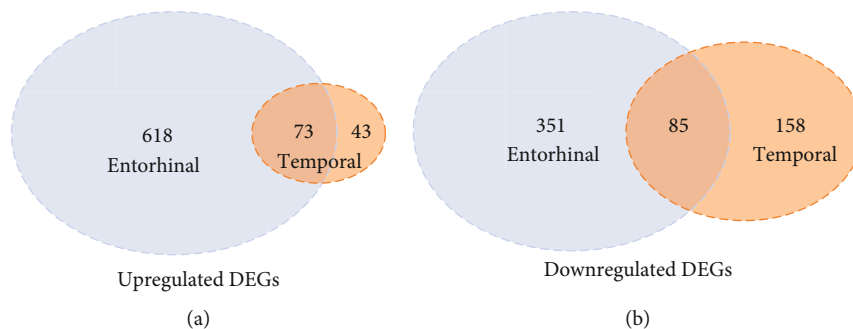 618
Entorhinal
73
43
Temporal
Upregulated DEGs
(a)
351
Entorhinal
85
158
Temporal
Downregulated DEGs
(b)